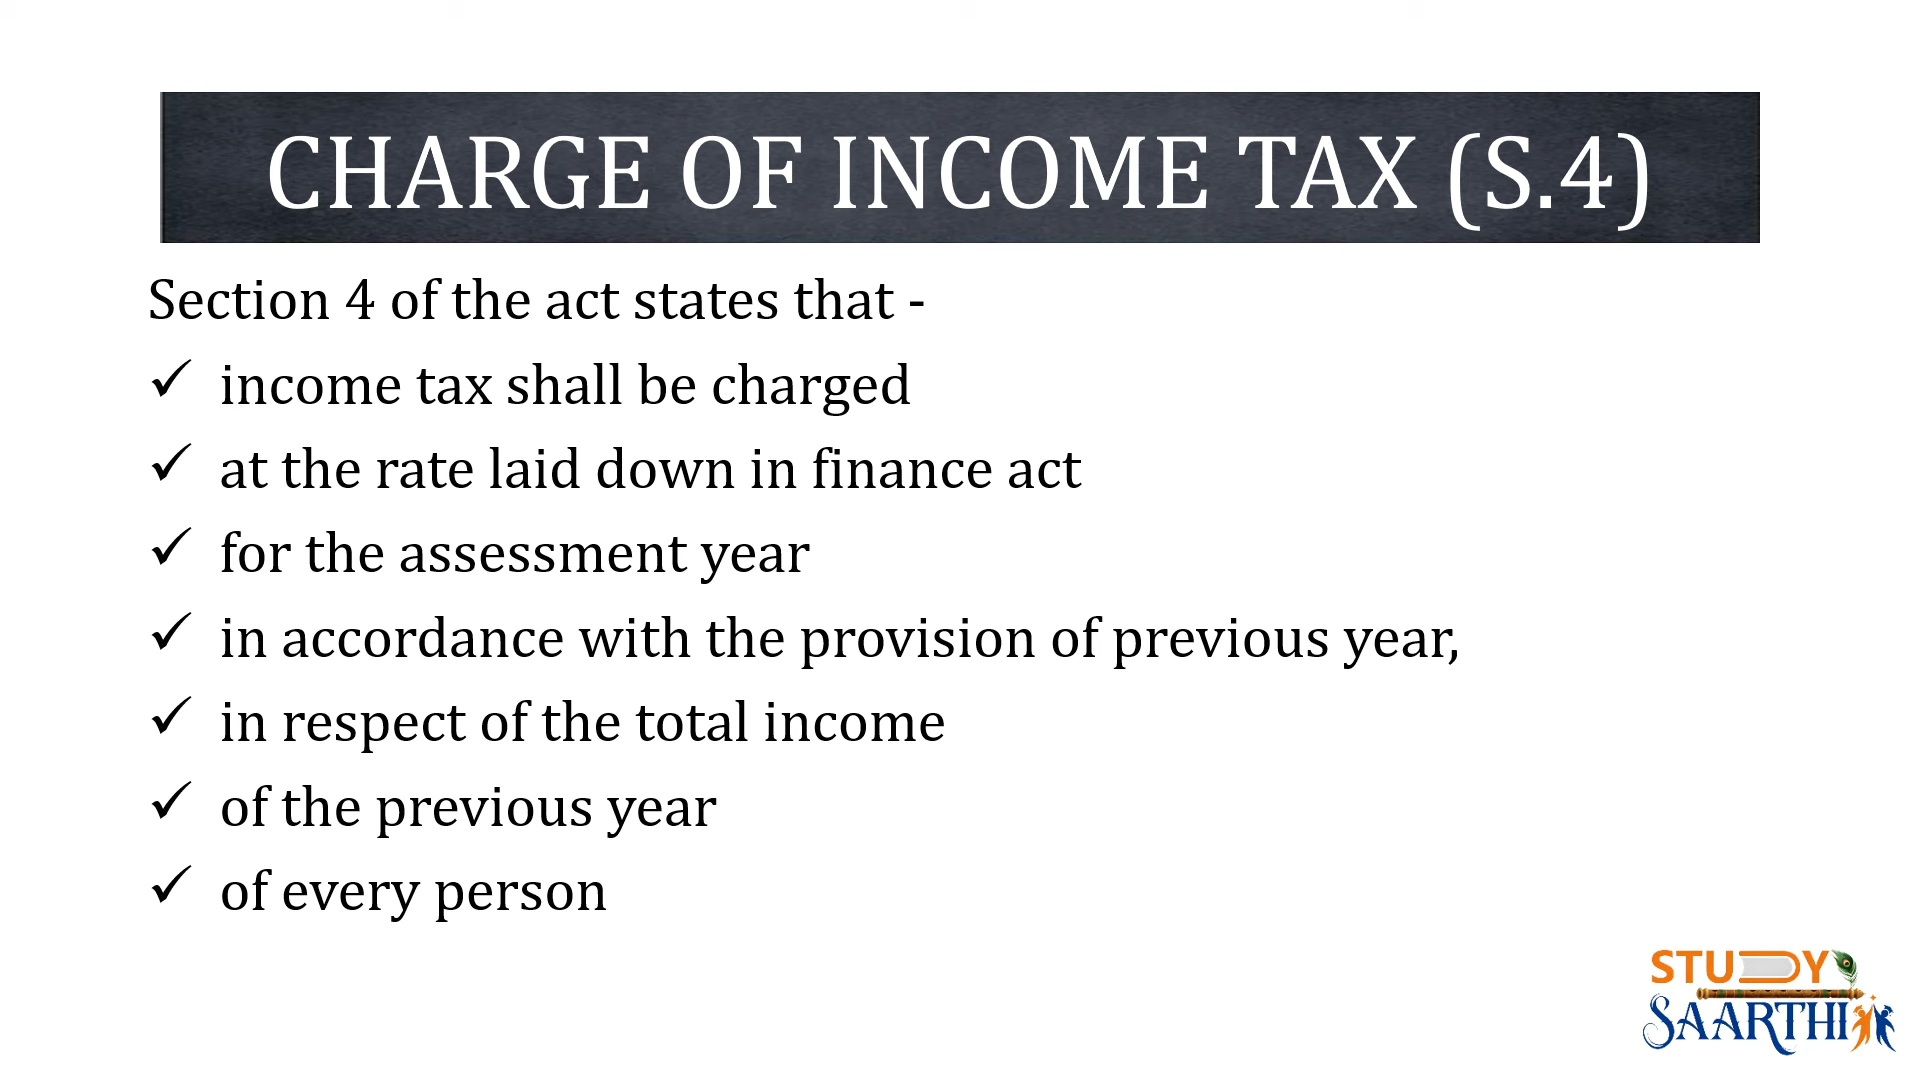 CHARGE OF INCOME TAX (S.4)
Section 4 of the act states that -
✓ income tax shall be charged
✓ at the rate laid down in finance act
✓ for the assessment year
✓ in accordance with the provision of previous year,
✓ in respect of the total income
✓ of the previous year
✓ of every person
STUDY
SAARTHI